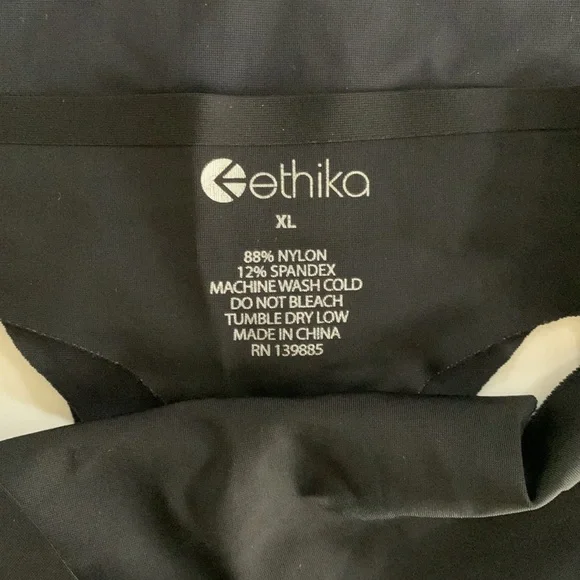 ethika
XL
88% NYLON
12% SPANDEX
MACHINE WASH COLD
DO NOT BLEACH
TUMBLE DRY LOW
MADE IN CHINA
RN 139885